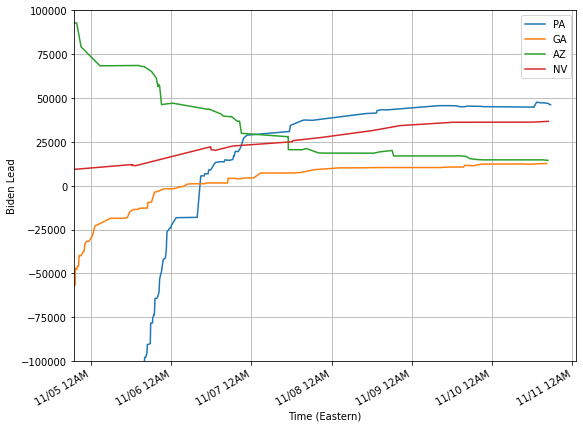 100000
75000
50000
25000
0
−25000
−50000
−75000
−100000
Biden Lead
PA
GA
AZ
NV
11/05 12AM
11/06 12AM
11/07 12AM
11/08 12AM
11/09 12AM
11/10 12AM
11/11 12AM
Time (Eastern)